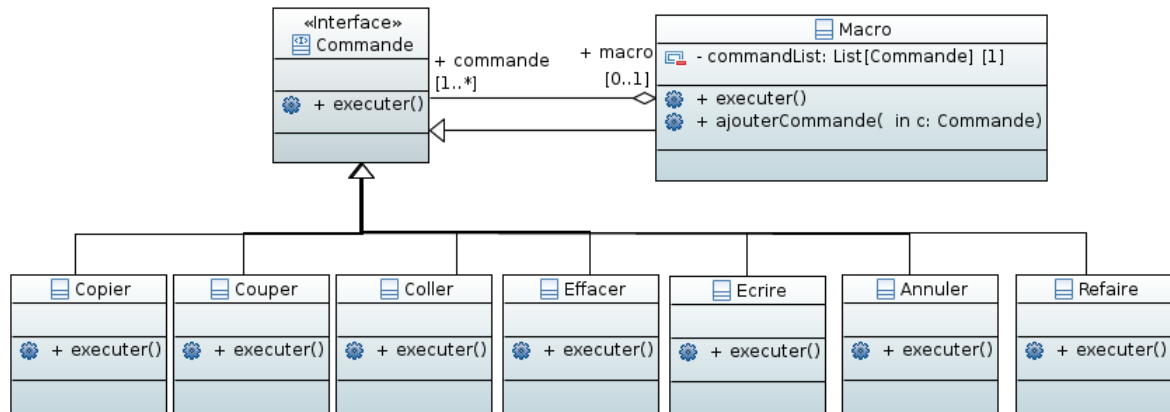 «Interface»
Commande
+ executer()
+ commande
[1..*]
+ macro
[0..1]
Macro
- commandList: List[Commande] [1]
+ executer()
+ ajouterCommande( in c: Commande)
Copier
+ executer()
Couper
+ executer()
Coller
+ executer()
Effacer
+ executer()
Ecrire
+ executer()
Annuler
+ executer()
Refaire
+ executer()